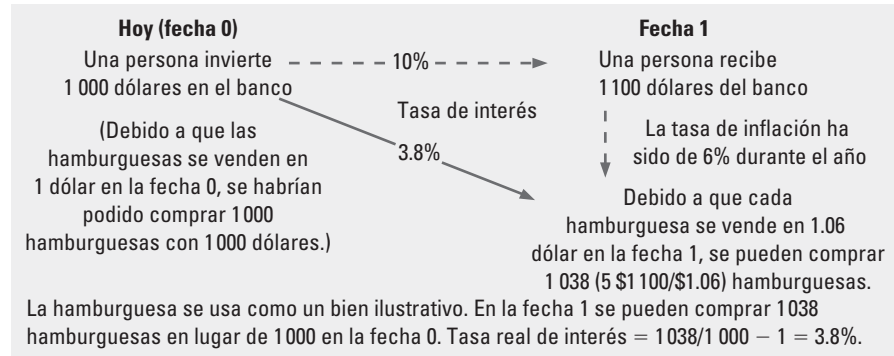 Hoy (fecha 0)
Una persona invierte
1 000 dólares en el banco
(Debido a que las
hamburguesas se venden en
1 dólar en la fecha 0, se habrían
podido comprar 1 000
hamburguesas con 1 000 dólares.)
10%
Tasa de interés
3.8%
Fecha 1
Una persona recibe
1 100 dólares del banco
La tasa de inflación ha
sido de 6% durante el año
Debido a que cada
hamburguesa se vende en 1.06
dólar en la fecha 1, se pueden comprar
1 038 (5 $1 100/$1.06) hamburguesas.
La hamburguesa se usa como un bien ilustrativo. En la fecha 1 se pueden comprar 1 038
hamburguesas en lugar de 1 000 en la fecha 0. Tasa real de interés = 1 038/1 000 − 1 = 3.8%.